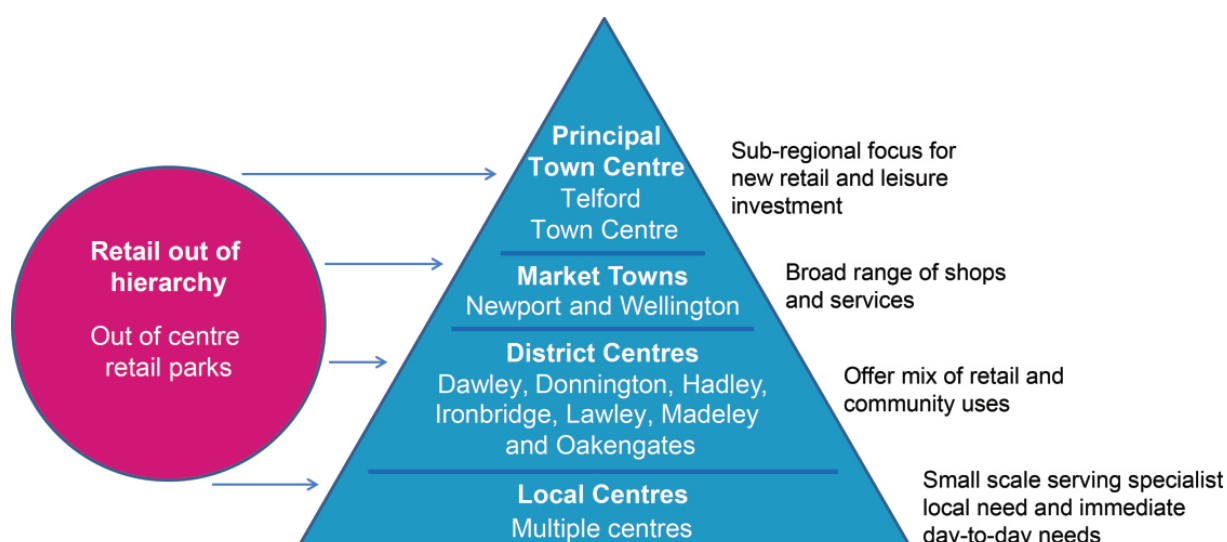 Retail out of
hierarchy
Out of centre
retail parks
Principal
Town Centre
Telford
Town Centre
Sub-regional focus for
new retail and leisure
investment
Market Towns
Newport and Wellington
Broad range of shops
and services
District Centres
Dawley, Donnington, Hadley,
Ironbridge, Lawley, Madeley
and Oakengates
Offer mix of retail and
community uses
Local Centres
Multiple centres
Small scale serving specialist
local need and immediate
day-to-day needs